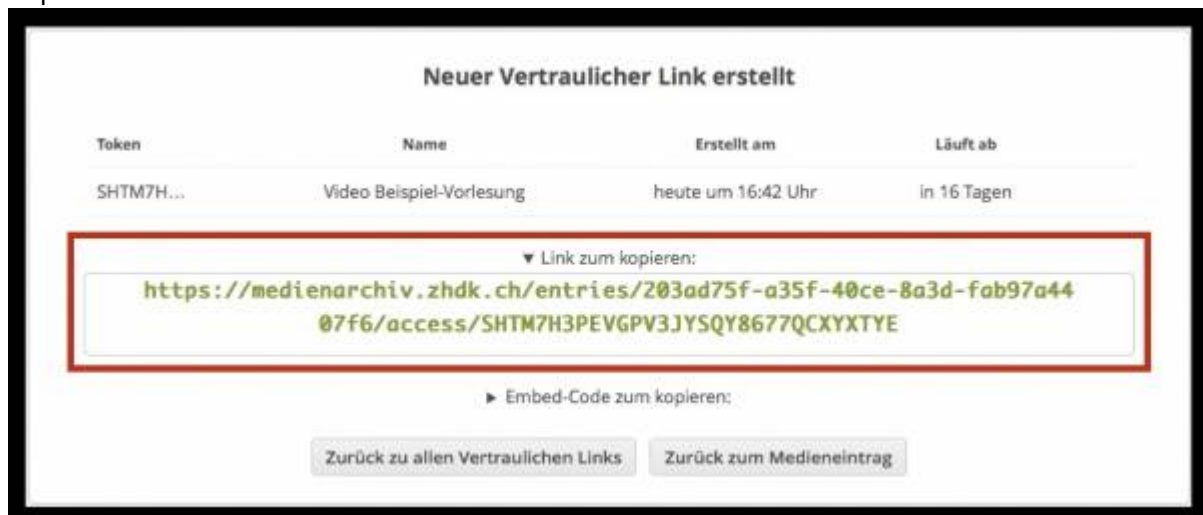 Neuer Vertraulicher Link erstellt
Token Name Erstellt am Läuft ab
SHTM7H... Video Beispiel-Vorlesung heute um 16:42 Uhr in 16 Tagen
▼ Link zum kopieren:
https://medienarchiv.zhdk.ch/entries/203ad75f-a35f-40ce-8a3d-fab97a44
07f6/access/SHTM7H3PEVGPV3JYSQY8677QCXYXTYE
► Embed-Code zum kopieren:
Zurück zu allen Vertraulichen Links Zurück zum Medieneintrag